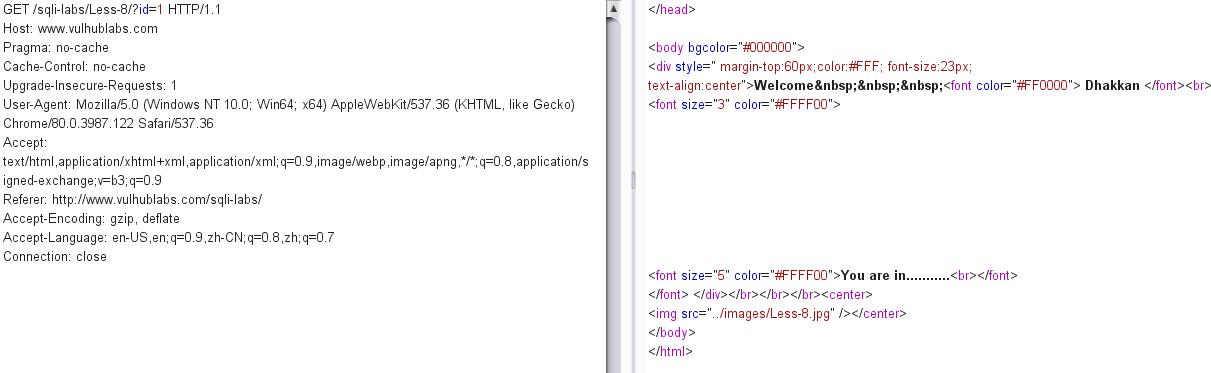 GET /sqli-labs/Less-8/?id=1 HTTP/1.1
Host: www.vulhublabs.com
Pragma: no-cache
Cache-Control: no-cache
Upgrade-Insecure-Requests: 1
User-Agent: Mozilla/5.0 (Windows NT 10.0; Win64; x64) AppleWebKit/537.36 (KHTML, like Gecko)
Chrome/80.0.3987.122 Safari/537.36
Accept:
text/html,application/xhtml+xml,application/xml;q=0.9,image/webp,image/apng,*/*;q=0.8,application/s
igned-exchange;v=b3;q=0.9
Referer: http://www.vulhublabs.com/sqli-labs/
Accept-Encoding: gzip, deflate
Accept-Language: en-US,en;q=0.9,zh-CN;q=0.8,zh;q=0.7
Connection: close
</head>
<body bgcolor="#000000">
<div style=" margin-top:60px;color:#FFF; font-size:23px;
text-align:center">Welcome&nbsp;&nbsp;&nbsp;<font color="#FF0000"> Dhakkan </font><br>
<font size="3" color="#FFFF00">
<font size="5" color="#FFFF00">You are in...........<br></font>
</font> </div></br></br></br><center>
<img src="../images/Less-8.jpg" /></center>
</body>
</html>